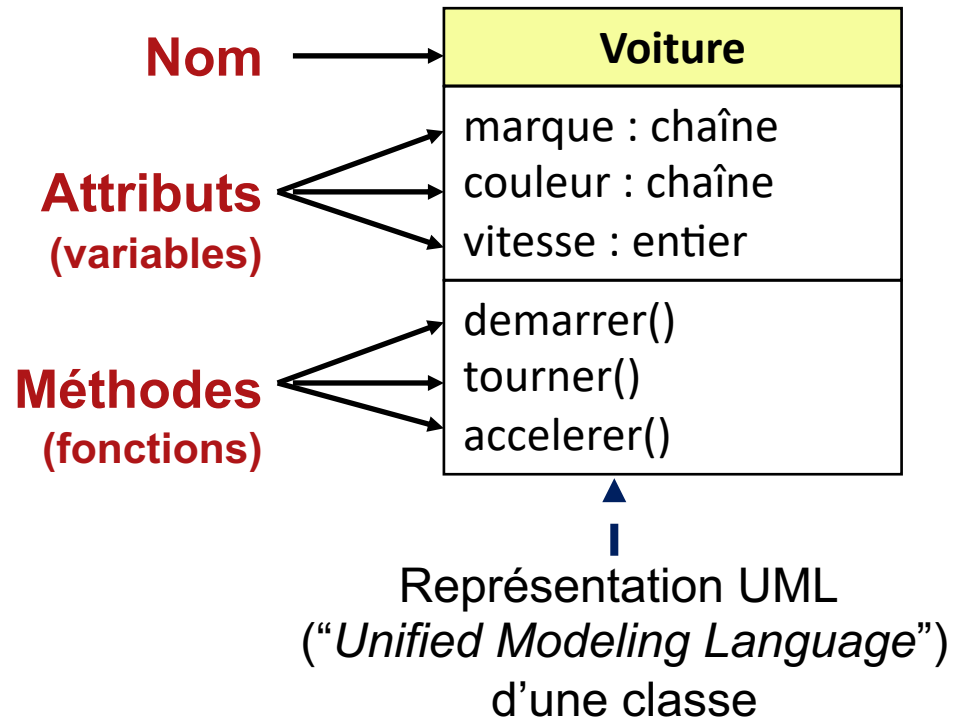 Nom
Voiture
Attributs
(variables)
marque : chaîne
couleur : chaîne
vitesse : entier
Méthodes
(fonctions)
demarrer()
tourner()
accelerer()
Représentation UML
(“Unified Modeling Language”)
d’une classe